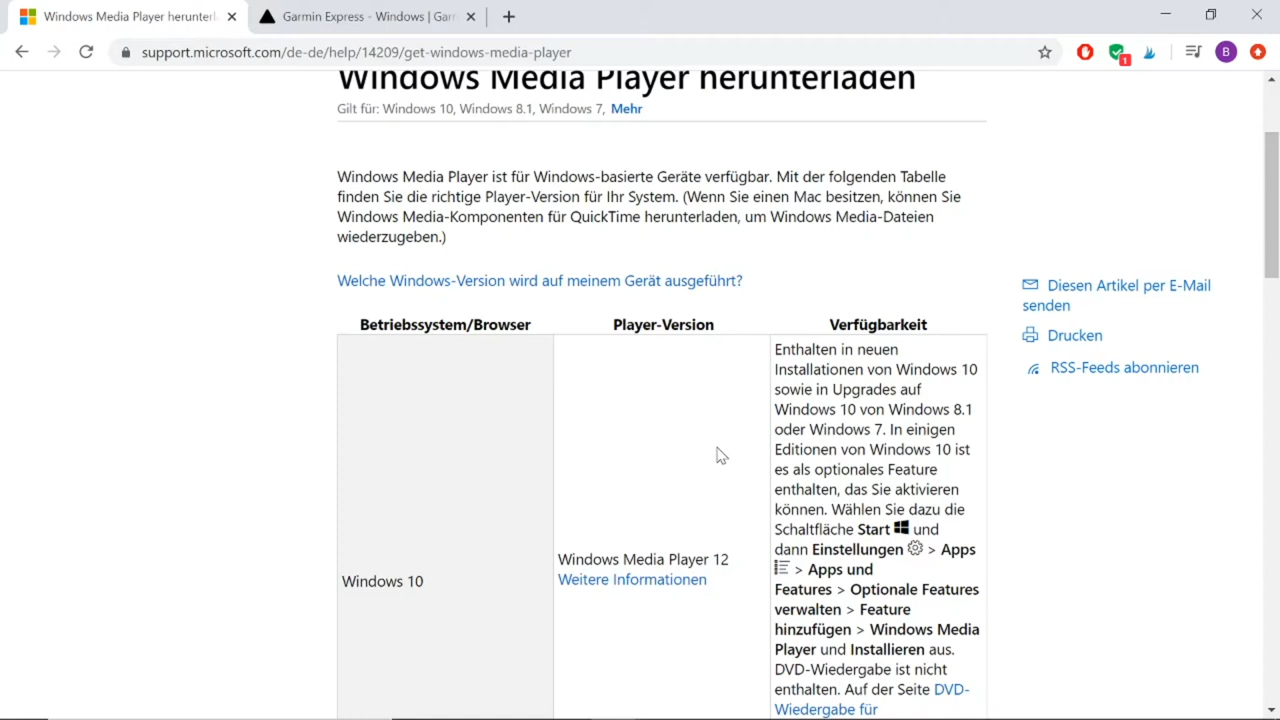 Windows Media Player herunterl
Garmin Express - Windows | Garr
support.microsoft.com/de-de/help/14209/get-windows-media-player
1
B
Windows Media Player herunterladen
Gilt für: Windows 10, Windows 8.1, Windows 7, Mehr
Windows Media Player ist für Windows-basierte Geräte verfügbar. Mit der folgenden Tabelle
finden Sie die richtige Player-Version für Ihr System. (Wenn Sie einen Mac besitzen, können Sie
Windows Media-Komponenten für QuickTime herunterladen, um Windows Media-Dateien
wiederzugeben.)
Welche Windows-Version wird auf meinem Gerät ausgeführt?
Diesen Artikel per E-Mail
senden
Drucken
RSS-Feeds abonnieren
Betriebssystem/Browser
Player-Version
Verfügbarkeit
Windows 10
Windows Media Player 12
Weitere Informationen
Enthalten in neuen
Installationen von Windows 10
sowie in Upgrades auf
Windows 10 von Windows 8.1
oder Windows 7. In einigen
Editionen von Windows 10 ist
es als optionales Feature
enthalten, das Sie aktivieren
können. Wählen Sie dazu die
Schaltfläche Start und
dann Einstellungen > Apps
> Apps und
Features > Optionale Features
verwalten > Feature
hinzufügen > Windows Media
Player und Installieren aus.
DVD-Wiedergabe ist nicht
enthalten. Auf der Seite DVD-
Wiedergabe für